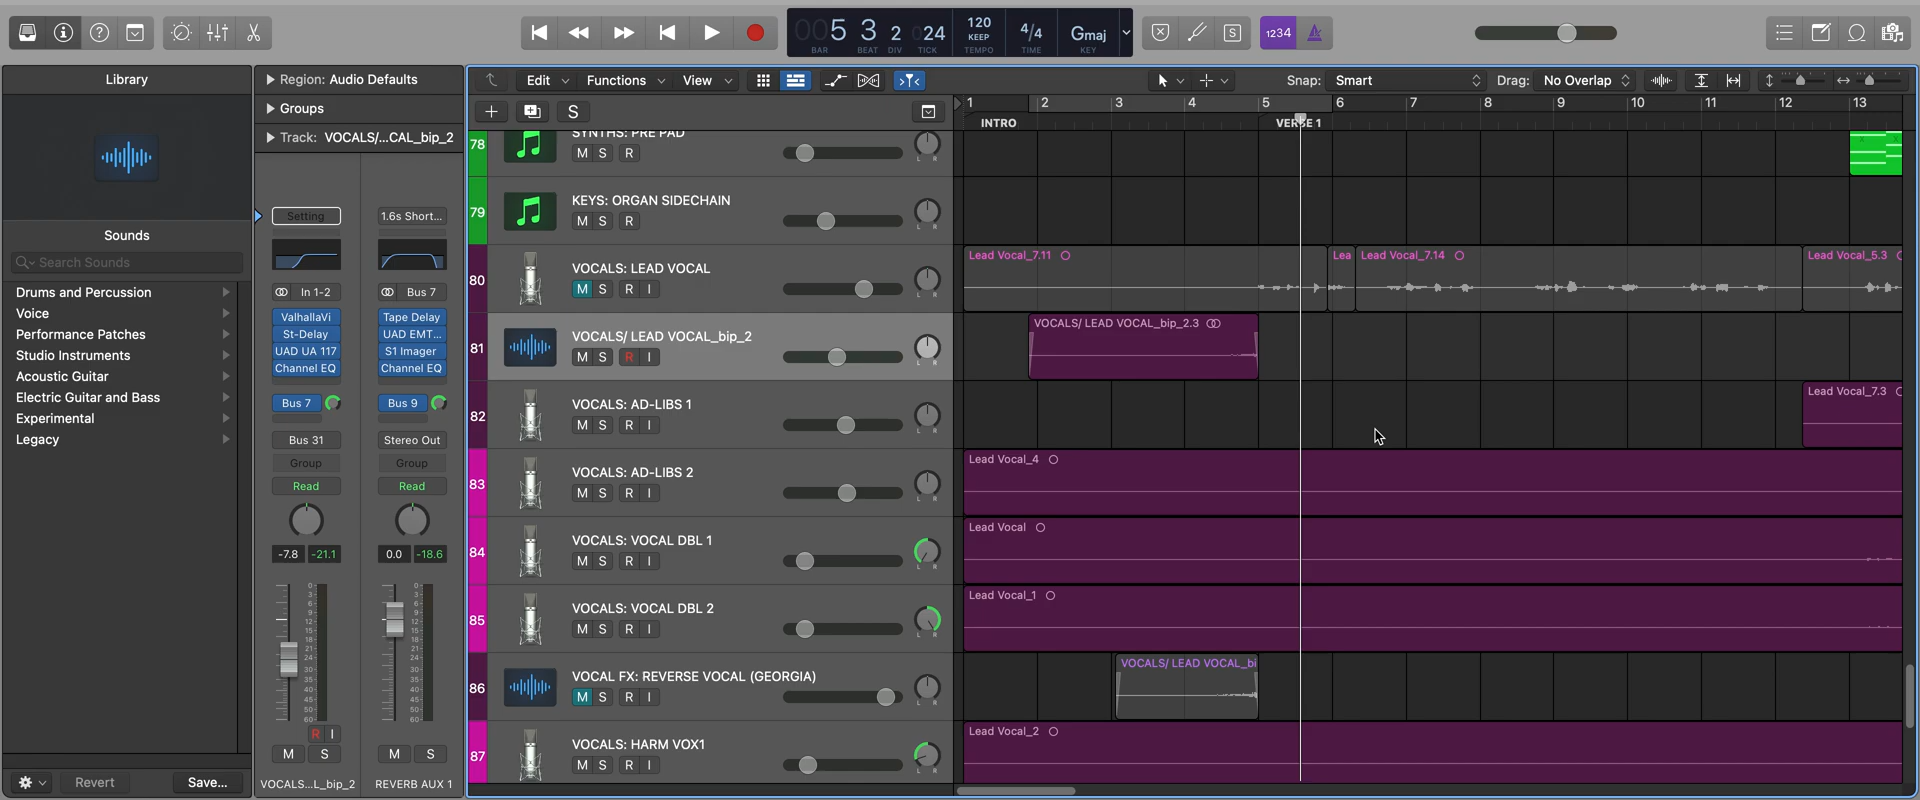 005 3 2 024
BAR BEAT DIV TICK
120
KEEP
TEMPO
4/4
TIME
Gmaj
KEY
S
1234
Library
Sounds
Search Sounds
Drums and Percussion
Voice
Performance Patches
Studio Instruments
Acoustic Guitar
Electric Guitar and Bass
Experimental
Legacy
Revert
Save...
Region: Audio Defaults
Groups
Track: VOCALS/...CAL_bip_2
Setting
1.6s Short...
In 1-2
Bus 7
ValhallaVi
St-Delay
UAD UA 117
Channel EQ
Tape Delay
UAD EMT...
S1 Imager
Channel EQ
Bus 7
Bus 9
Bus 31
Stereo Out
Group
Group
Read
Read
-7.8 -21.1
0.0 -18.6
R I
M S
M S
VOCALS...L_bip_2
REVERB AUX 1
Edit Functions View
Snap: Smart
Drag: No Overlap
S
1 2 3 4 5 6 7 8 9 10 11 12 13
INTRO
VERSE 1
78
SYNTHS: PRE PAD
M S R
79
KEYS: ORGAN SIDECHAIN
M S R
80
VOCALS: LEAD VOCAL
M S R I
Lead Vocal_7.11
Lea
Lead Vocal_7.14
Lead Vocal_5.3
81
VOCALS/ LEAD VOCAL_bip_2
M S R I
VOCALS/ LEAD VOCAL_bip_2.3
82
VOCALS: AD-LIBS 1
M S R I
Lead Vocal_7.3
83
VOCALS: AD-LIBS 2
M S R I
Lead Vocal_4
84
VOCALS: VOCAL DBL 1
M S R I
Lead Vocal
85
VOCALS: VOCAL DBL 2
M S R I
Lead Vocal_1
86
VOCAL FX: REVERSE VOCAL (GEORGIA)
M S R I
VOCALS/ LEAD VOCAL_bi
87
VOCALS: HARM VOX1
M S R I
Lead Vocal_2